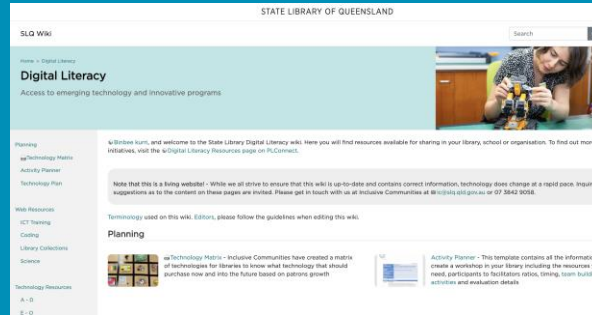 STATE LIBRARY OF QUEENSLAND
SLQ Wiki
Search
Home > Digital Literacy
Digital Literacy
Access to emerging technology and innovative programs
Planning
Technology Matrix
Activity Planner
Technology Plan
Web Resources
ICT Training
Coding
Library Collections
Science
Technology Resources
A - D
E - O
Binbee kurn, and welcome to the State Library Digital Literacy wiki. Here you will find resources available for sharing in your library, school or organisation. To find out more
initiatives, visit the Digital Literacy Resources page on PLConnect.
Note that this is a living website! - While we all strive to ensure that this wiki is up-to-date and contains correct information, technology does change at a rapid pace.
suggestions as to the content on these pages are invited. Please get in touch with us at Inclusive Communities at ic@slq.qld.gov.au or 07 3842 9058.
Terminology used on this wiki. Editors, please follow the guidelines when editing this wiki.
Planning
Technology Matrix - Inclusive Communities have created a matrix
of technologies for libraries to know what technology that should
purchase now and into the future based on patrons growth
Activity Planner - This template contains all the
create a workshop in your library including the resources
need, participants to facilitators ratios, timing, team
activities and evaluation details